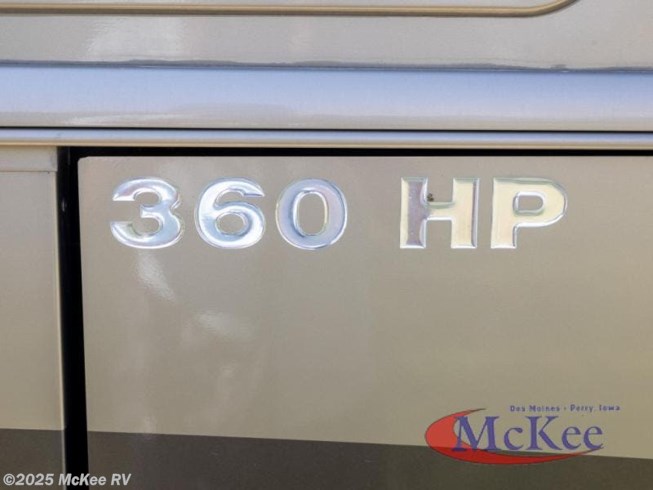 360 HP
Des Moines - Perry, Iowa
McKee
©2025 McKee RV